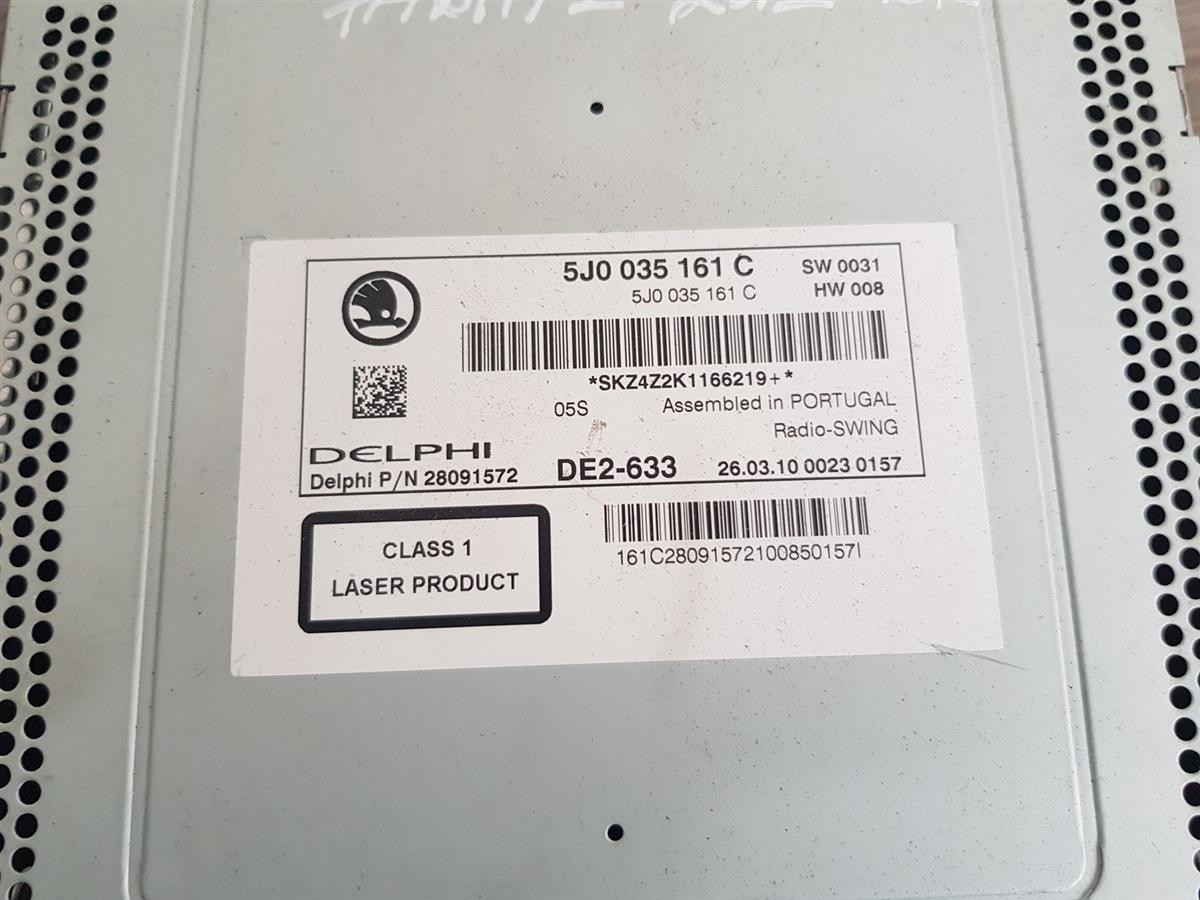 5J0 035 161 C SW 0031
5J0 035 161 C HW 008
*SKZ4Z2K1166219+*
05S Assembled in PORTUGAL
Radio-SWING
DELPHI
Delphi P/N 28091572 DE2-633 26.03.10 0023 0157
CLASS 1
LASER PRODUCT
161C28091572100850157I